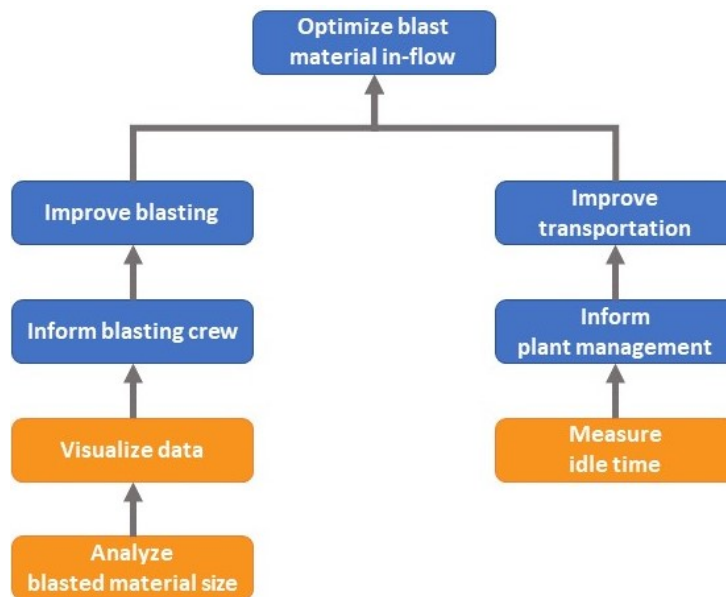 Optimize blast
material in-flow
Improve blasting
Improve
transportation
Inform blasting crew
Inform
plant management
Visualize data
Measure
idle time
Analyze
blasted material size